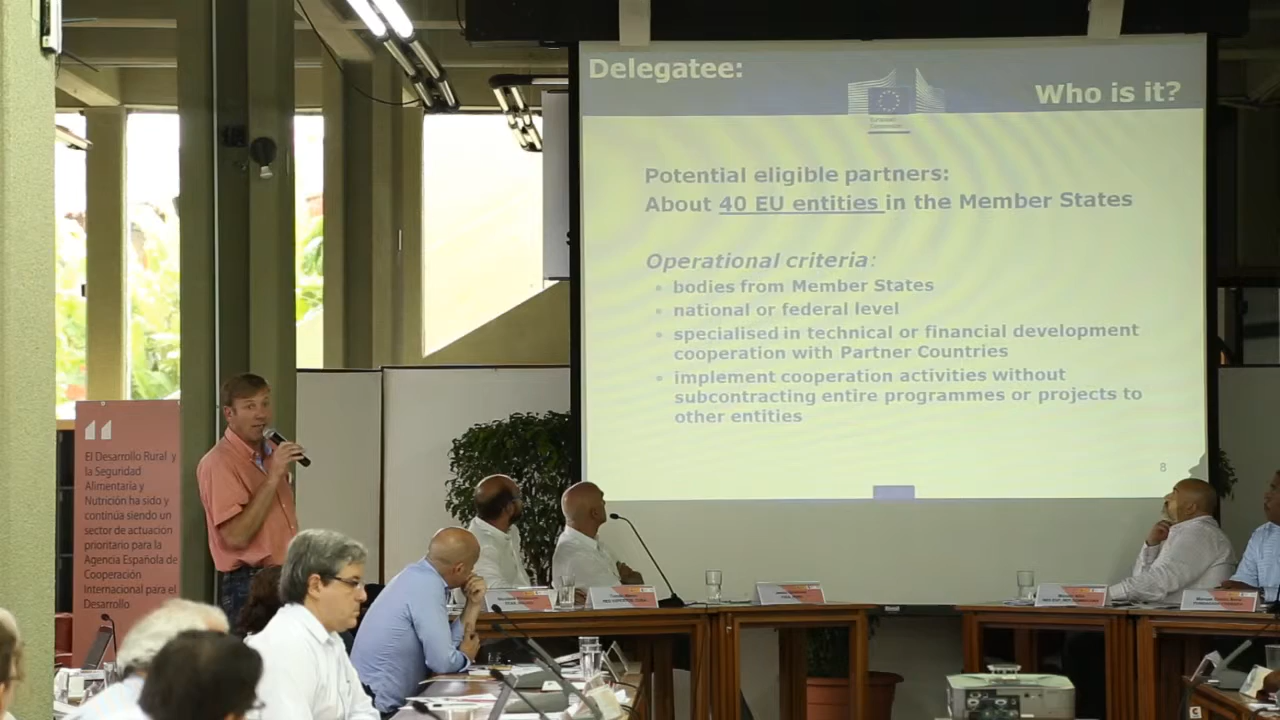 Delegatee:
Who is it?
European
Commission
Potential eligible partners:
About 40 EU entities in the Member States
Operational criteria:
• bodies from Member States
• national or federal level
• specialised in technical or financial development
cooperation with Partner Countries
• implement cooperation activities without
subcontracting entire programmes or projects to
other entities
8
El Desarrollo Rural y
la Seguridad
Alimentaria y
Nutrición ha sido y
continúa siendo un
sector de actuación
prioritario para la
Agencia Española de
Cooperación
Internacional para el
Desarrollo